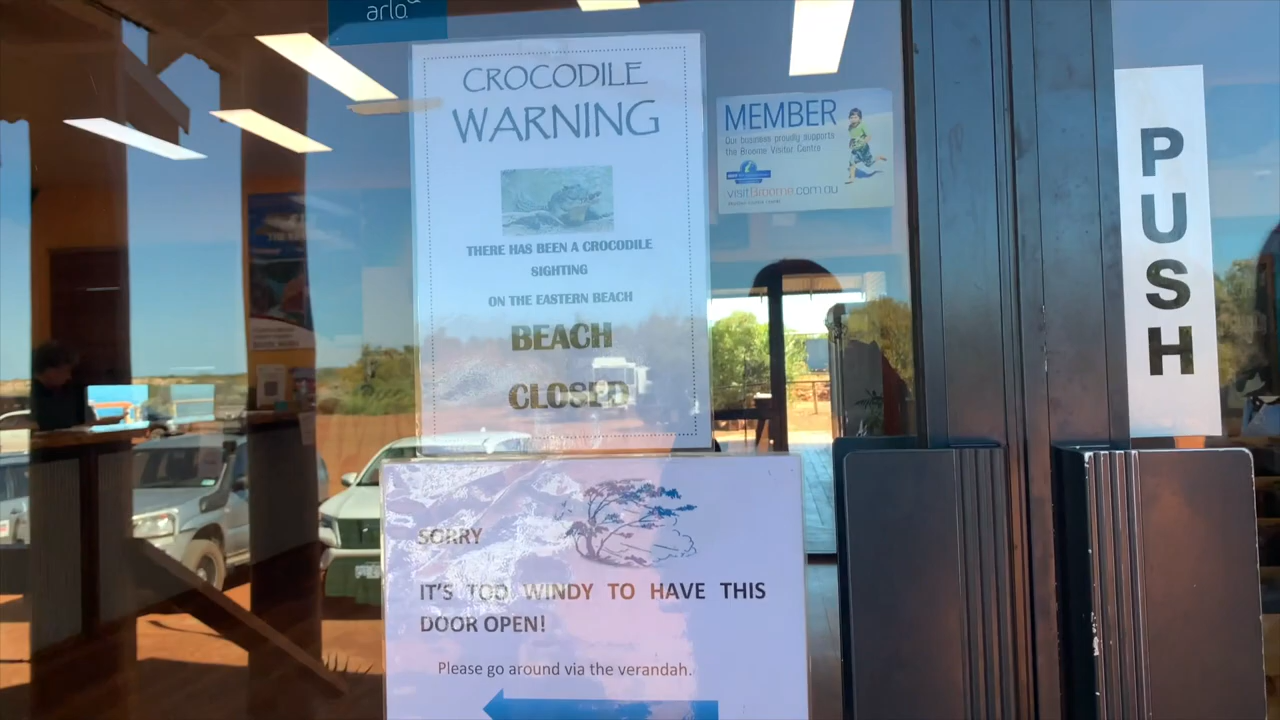 arlo
CROCODILE
WARNING
THERE HAS BEEN A CROCODILE
SIGHTING
ON THE EASTERN BEACH
BEACH
CLOSED
MEMBER
Our business proudly supports
the Broome Visitor Centre
visitBroome.com.au
PUSH
SORRY
IT'S TOO WINDY TO HAVE THIS
DOOR OPEN!
Please go around via the verandah.